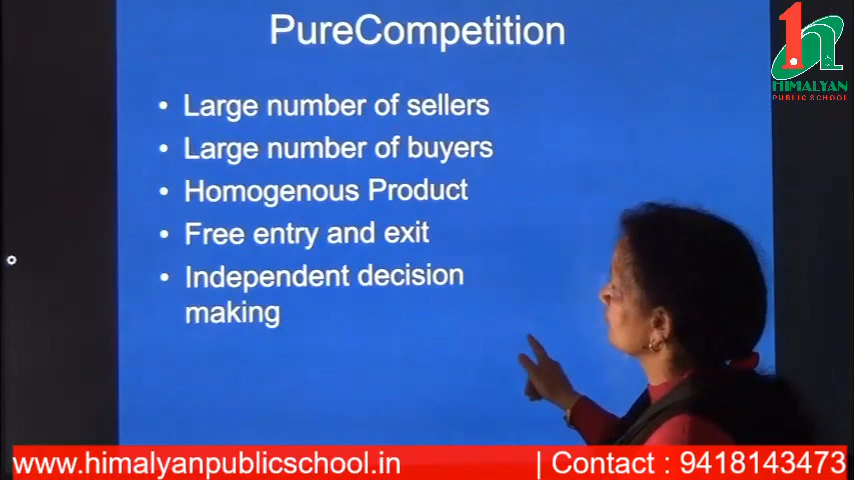 PureCompetition
• Large number of sellers
• Large number of buyers
• Homogenous Product
• Free entry and exit
• Independent decision
making
HIMALYAN
PUBLIC SCHOOL
www.himalyanpublicschool.in | Contact : 9418143473